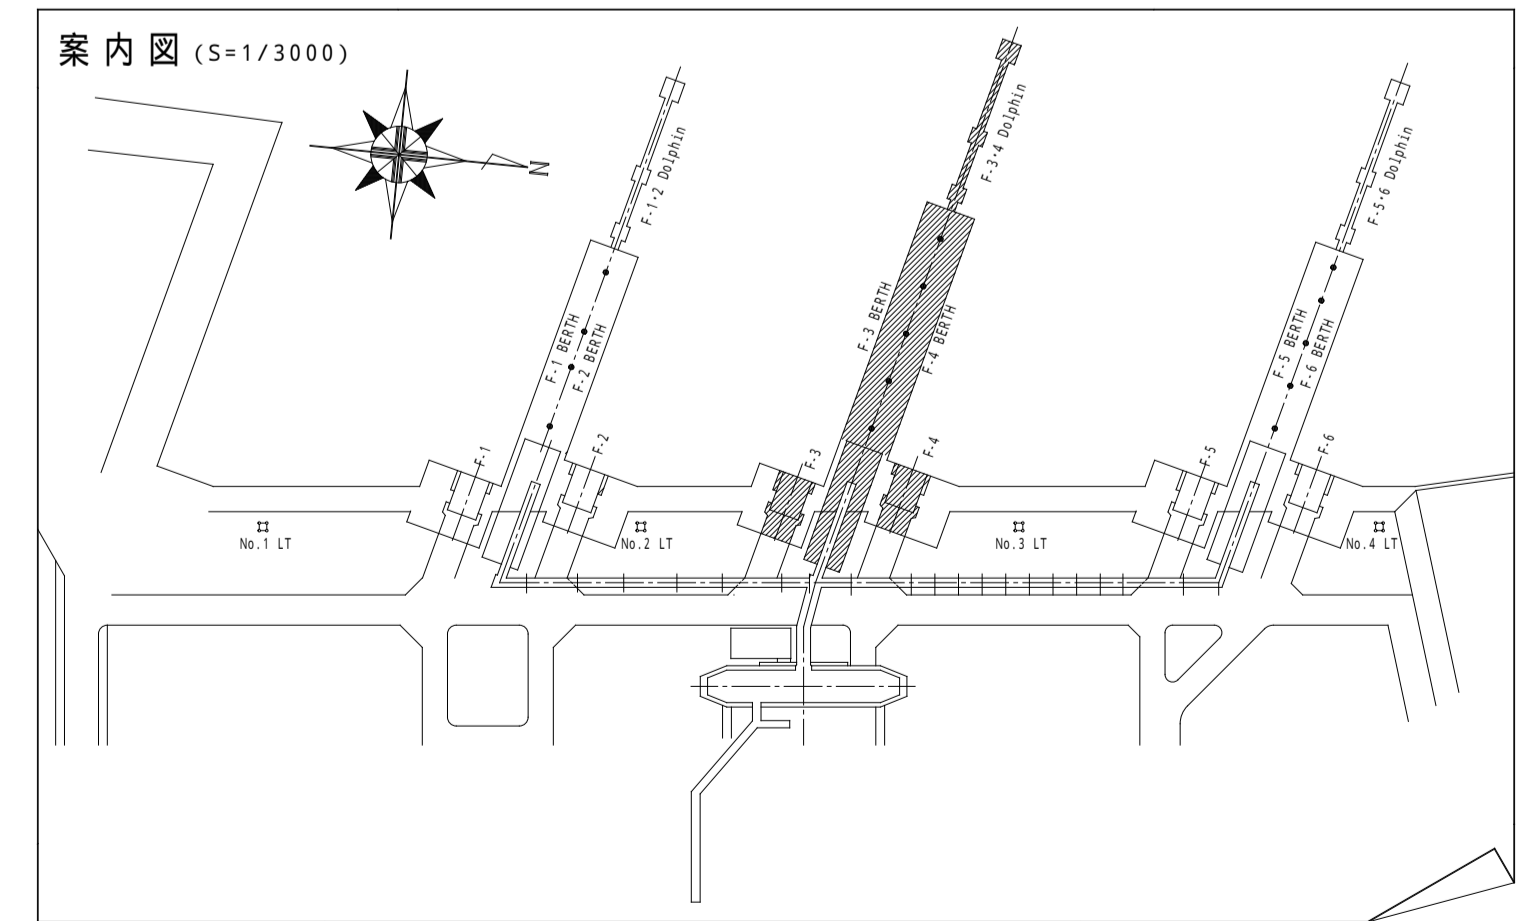 案内図 (S=1/3000)
N
F-1・2 Dolphin
F-3・4 Dolphin
F-5・6 Dolphin
F-1 BERTH
F-2 BERTH
F-3 BERTH
F-4 BERTH
F-5 BERTH
F-6 BERTH
F-1
F-2
F-3
F-4
F-5
F-6
No.1 LT
No.2 LT
No.3 LT
No.4 LT